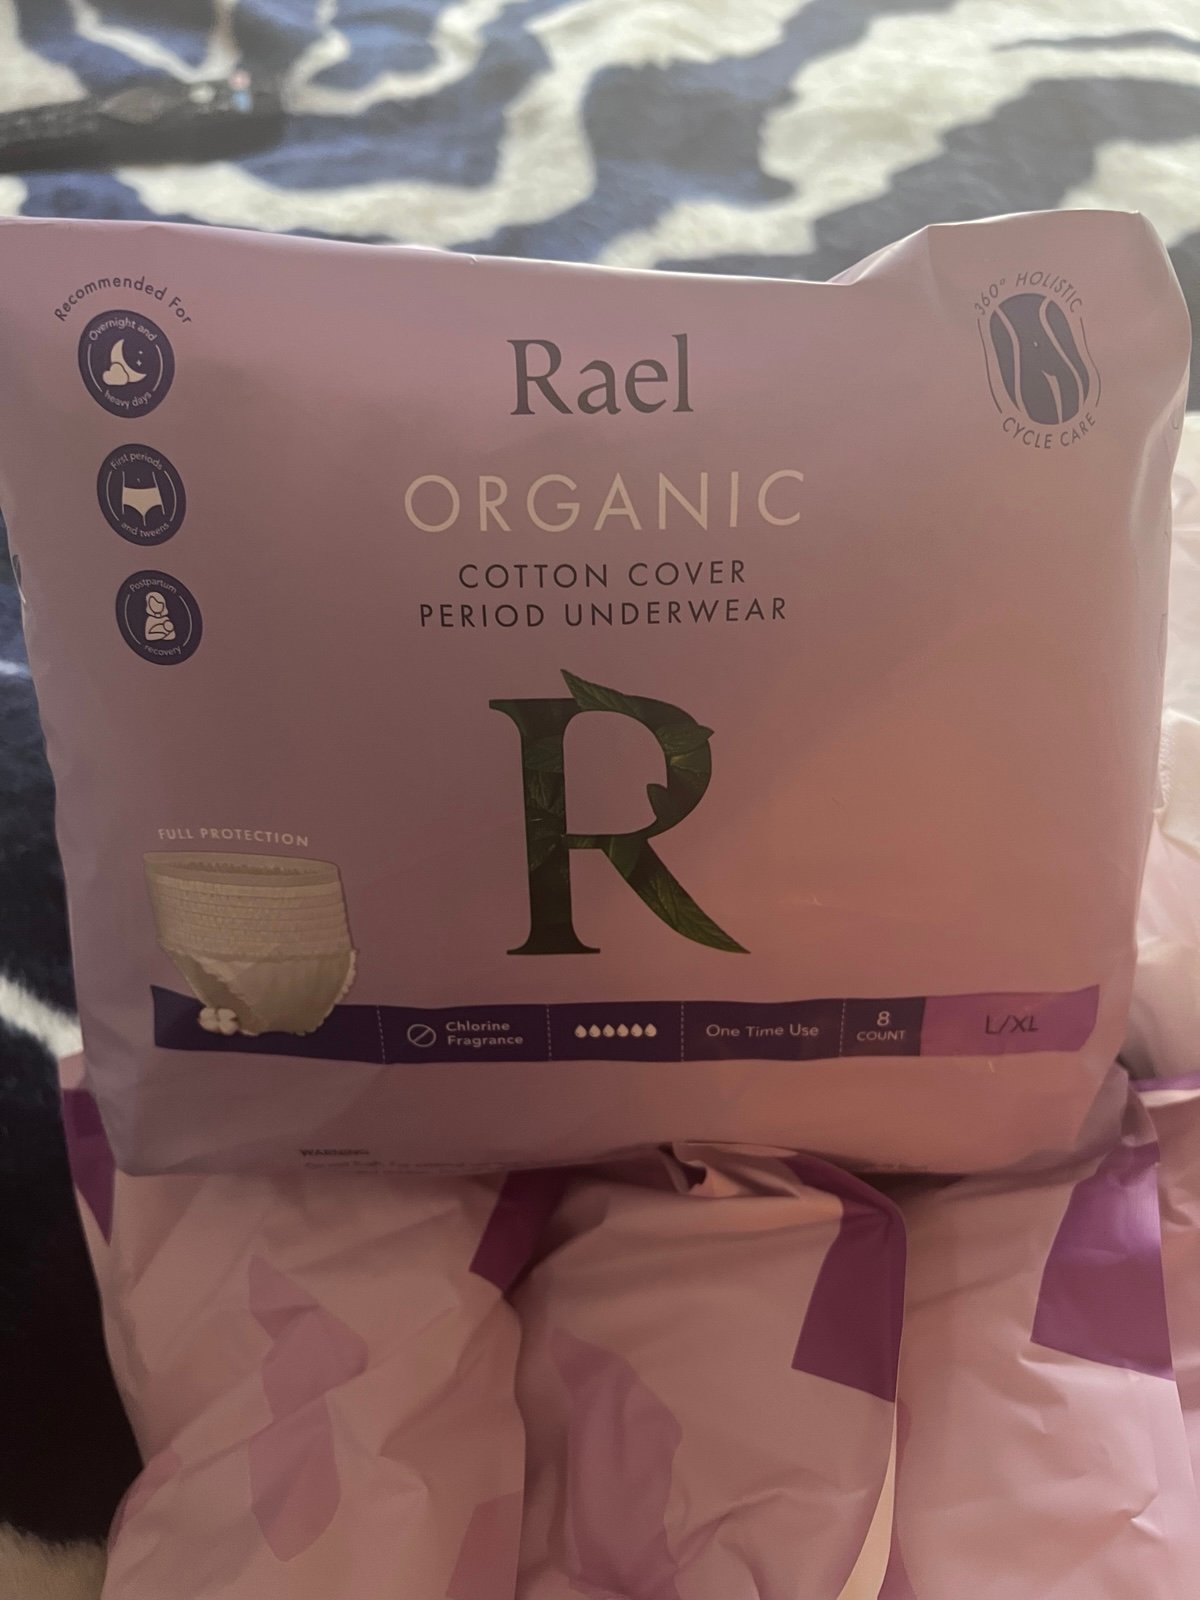 Recommended For
Overnight and
heavy days
First periods
and tweens
Postpartum
recovery
Rael
360° HOLISTIC
CYCLE CARE
ORGANIC
COTTON COVER
PERIOD UNDERWEAR
R
FULL PROTECTION
Chlorine
Fragrance
One Time Use
8
COUNT
L/XL
WARNING